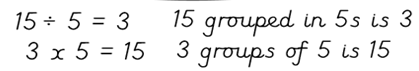 15 ÷ 5 = 3 15 grouped in 5s is 3
3 x 5 = 15 3 groups of 5 is 15